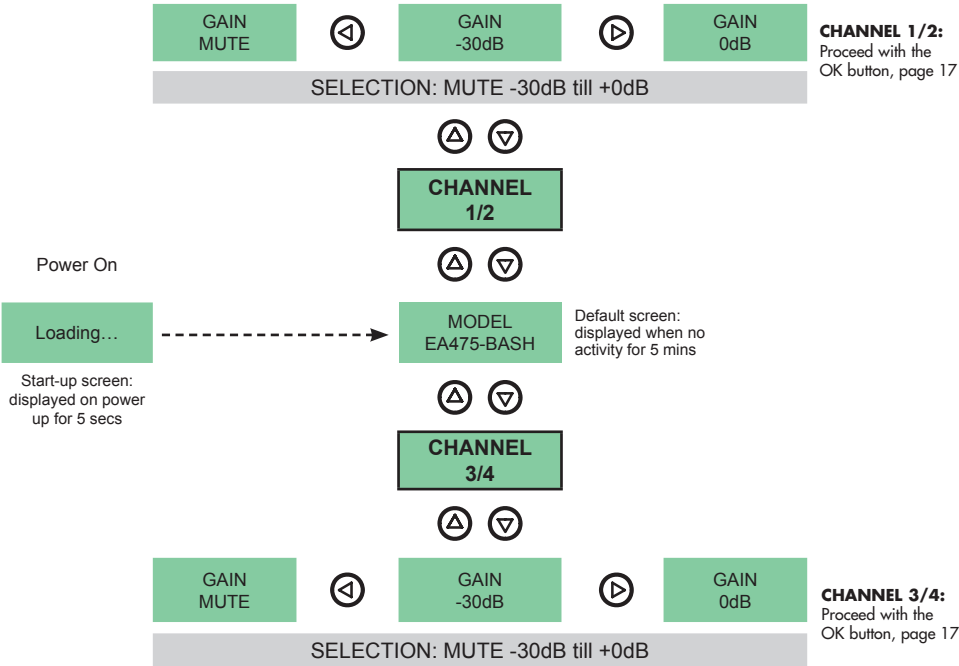 GAIN
MUTE
GAIN
-30dB
GAIN
0dB
CHANNEL 1/2:
Proceed with the
OK button, page 17
SELECTION: MUTE -30dB till +0dB
CHANNEL
1/2
Power On
Loading…
MODEL
EA475-BASH
Default screen:
displayed when no
activity for 5 mins
Start-up screen:
displayed on power
up for 5 secs
CHANNEL
3/4
GAIN
MUTE
GAIN
-30dB
GAIN
0dB
CHANNEL 3/4:
Proceed with the
OK button, page 17
SELECTION: MUTE -30dB till +0dB